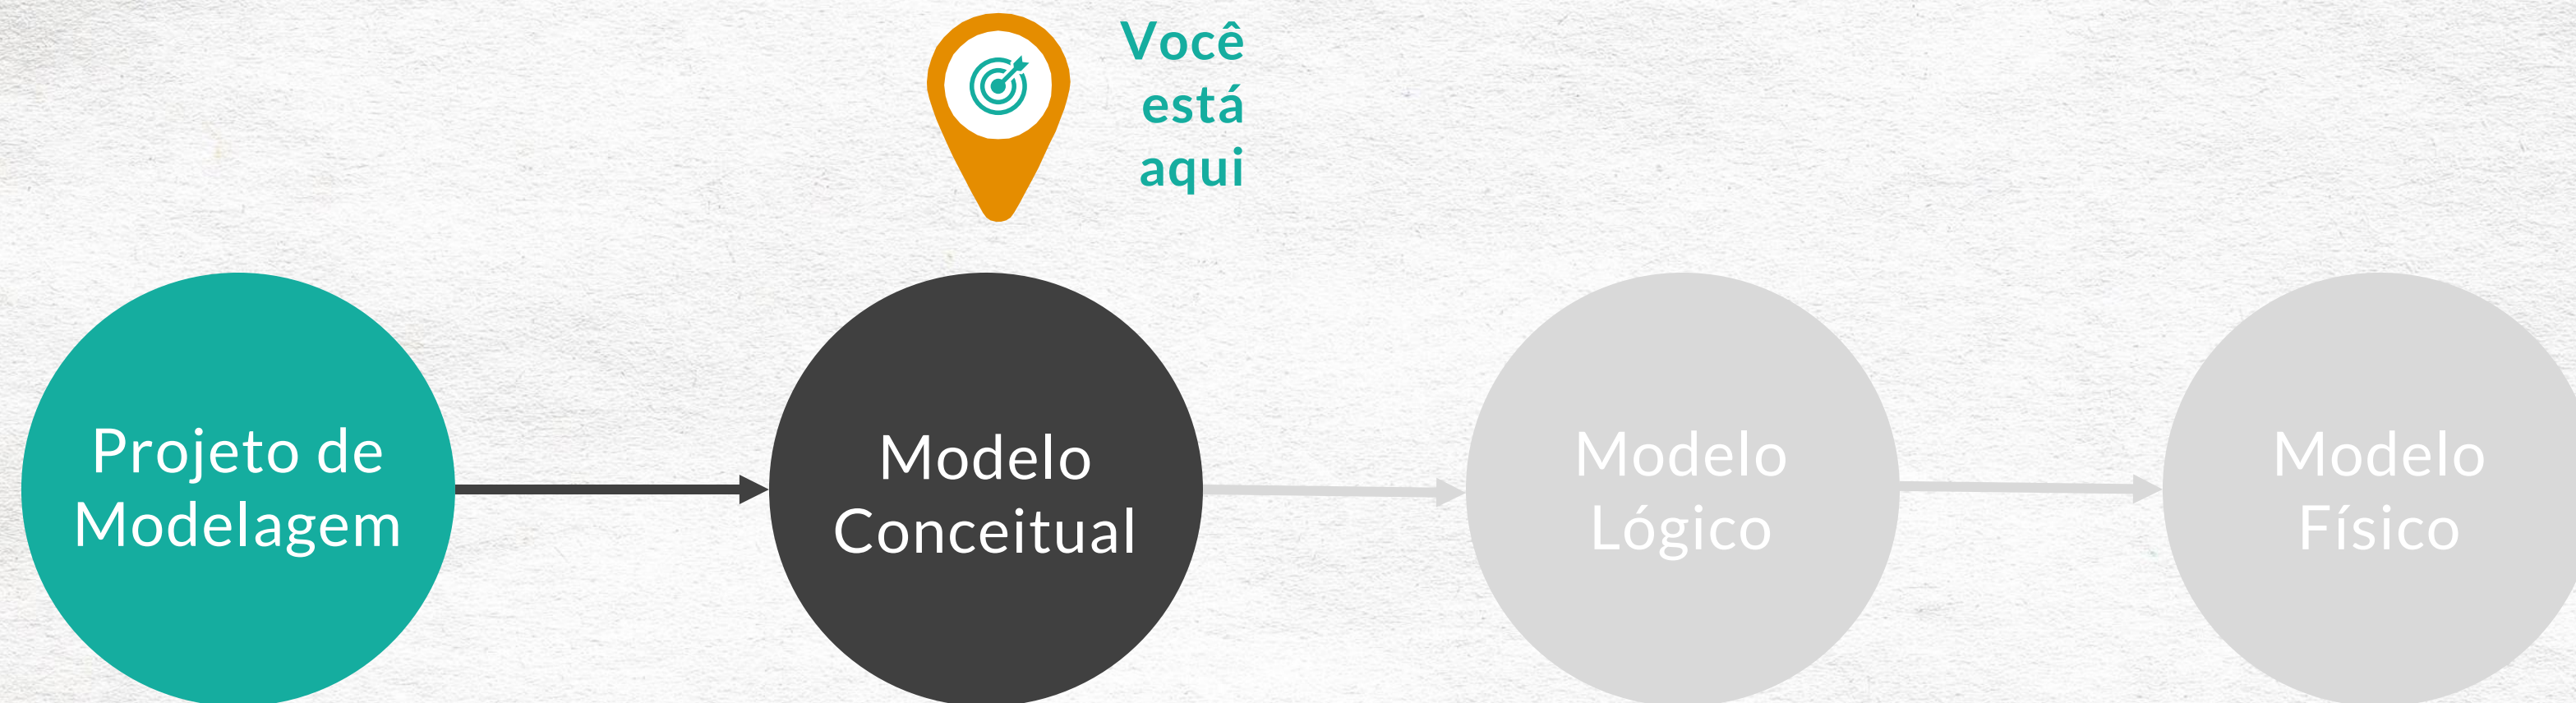 Você
está
aqui
Projeto de
Modelagem
Modelo
Conceitual
Modelo
Lógico
Modelo
Físico